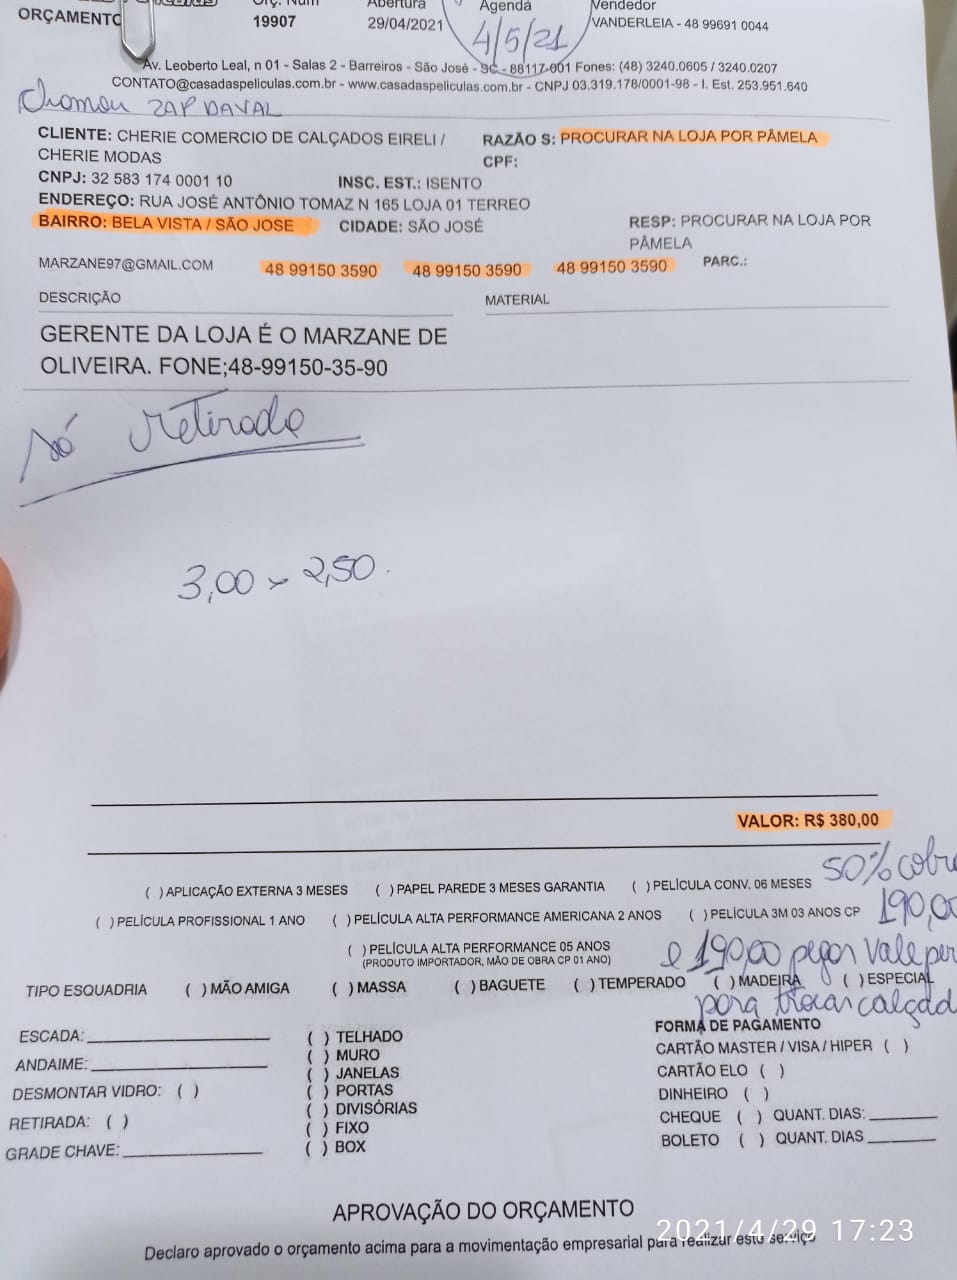 ORÇAMENTO
Orç. Num
19907
Abertura
29/04/2021
Agenda
4/5/21
Vendedor
VANDERLEIA - 48 99691 0044
Av. Leoberto Leal, n 01 - Salas 2 - Barreiros - São José - SC - 88117-001 Fones: (48) 3240.0605 / 3240.0207
CONTATO@casadaspeliculas.com.br - www.casadaspeliculas.com.br - CNPJ 03.319.178/0001-98 - I. Est. 253.951.640
Chamou ZAP DAVAL
CLIENTE: CHERIE COMERCIO DE CALÇADOS EIRELI /
CHERIE MODAS
RAZÃO S: PROCURAR NA LOJA POR PÂMELA
CPF:
CNPJ: 32 583 174 0001 10
INSC. EST.: ISENTO
ENDEREÇO: RUA JOSÉ ANTÔNIO TOMAZ N 165 LOJA 01 TERREO
BAIRRO: BELA VISTA / SÃO JOSE
CIDADE: SÃO JOSÉ
RESP: PROCURAR NA LOJA POR
PÂMELA
MARZANE97@GMAIL.COM
48 99150 3590
48 99150 3590
48 99150 3590
PARC.:
DESCRIÇÃO
MATERIAL
GERENTE DA LOJA É O MARZANE DE
OLIVEIRA. FONE;48-99150-35-90
só retirada
3,00 x 2,50.
VALOR: R$ 380,00
50% cobre
( ) APLICAÇÃO EXTERNA 3 MESES ( ) PAPEL PAREDE 3 MESES GARANTIA ( ) PELÍCULA CONV. 06 MESES
190,00
( ) PELÍCULA PROFISSIONAL 1 ANO ( ) PELÍCULA ALTA PERFORMANCE AMERICANA 2 ANOS ( ) PELÍCULA 3M 03 ANOS CP
( ) PELÍCULA ALTA PERFORMANCE 05 ANOS
(PRODUTO IMPORTADOR, MÃO DE OBRA CP 01 ANO)
e 190,00 pegar vale per
TIPO ESQUADRIA ( ) MÃO AMIGA ( ) MASSA ( ) BAGUETE ( ) TEMPERADO ( ) MADEIRA ( ) ESPECIAL
para trocar calçad
ESCADA:
ANDAIME:
DESMONTAR VIDRO: ( )
RETIRADA: ( )
GRADE CHAVE:
( ) TELHADO
( ) MURO
( ) JANELAS
( ) PORTAS
( ) DIVISÓRIAS
( ) FIXO
( ) BOX
FORMA DE PAGAMENTO
CARTÃO MASTER / VISA / HIPER ( )
CARTÃO ELO ( )
DINHEIRO ( )
CHEQUE ( ) QUANT. DIAS:
BOLETO ( ) QUANT. DIAS
APROVAÇÃO DO ORÇAMENTO
Declaro aprovado o orçamento acima para a movimentação empresarial para realizar este serviço
2021/4/29 17:23